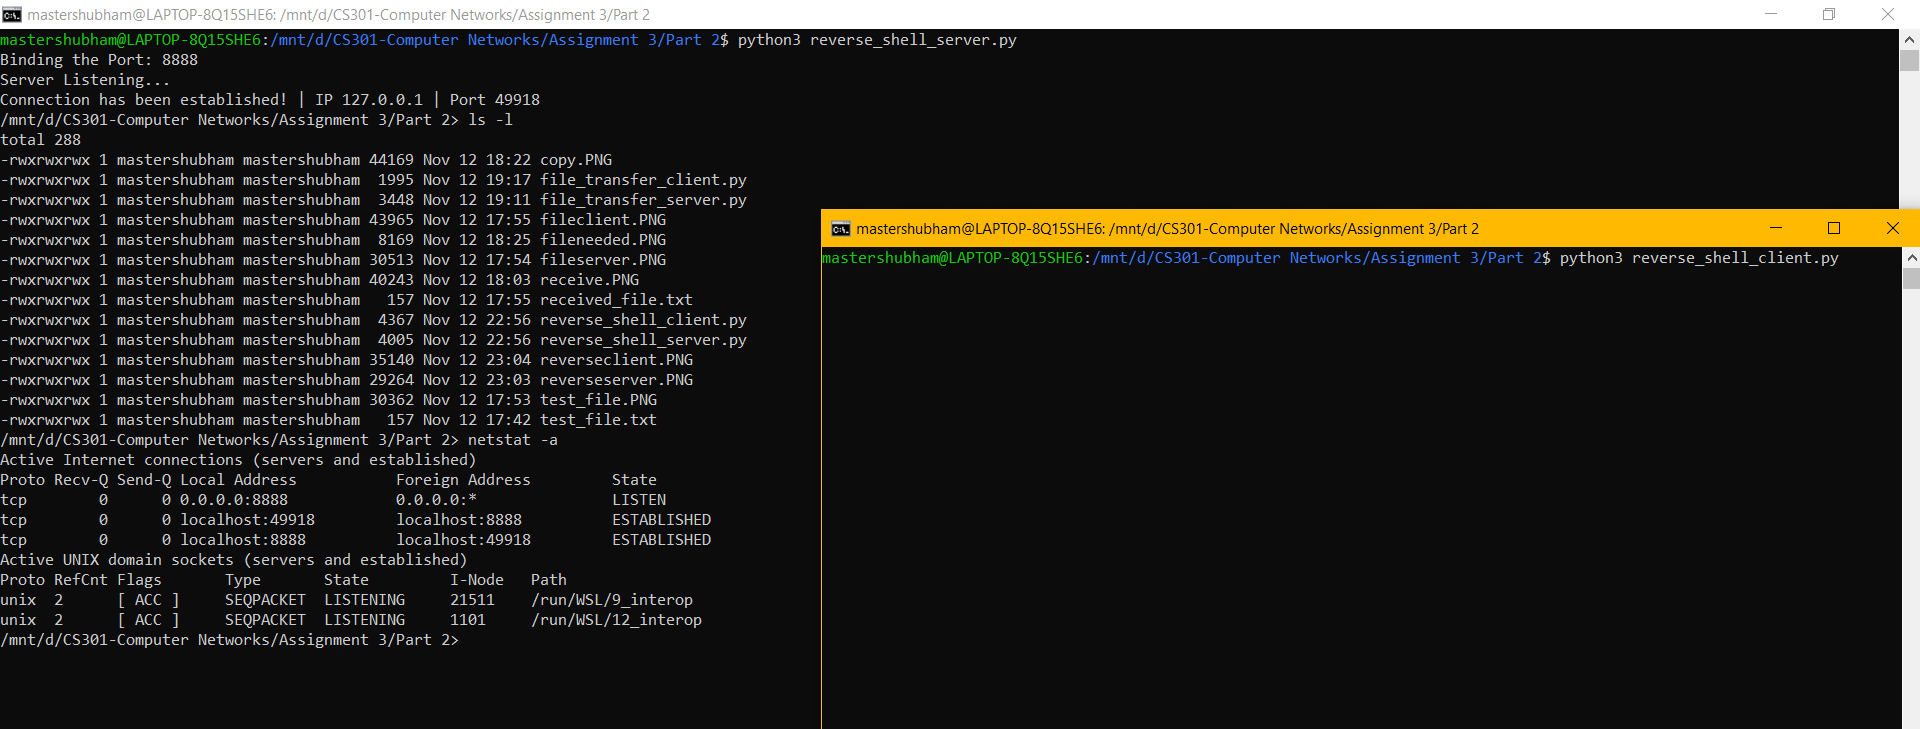 mastershubham@LAPTOP-8Q15SHE6: /mnt/d/CS301-Computer Networks/Assignment 3/Part 2
mastershubham@LAPTOP-8Q15SHE6:/mnt/d/CS301-Computer Networks/Assignment 3/Part 2$ python3 reverse_shell_server.py
Binding the Port: 8888
Server Listening...
Connection has been established! | IP 127.0.0.1 | Port 49918
/mnt/d/CS301-Computer Networks/Assignment 3/Part 2> ls -l
total 288
-rwxrwxrwx 1 mastershubham mastershubham 44169 Nov 12 18:22 copy.PNG
-rwxrwxrwx 1 mastershubham mastershubham  1995 Nov 12 19:17 file_transfer_client.py
-rwxrwxrwx 1 mastershubham mastershubham  3448 Nov 12 19:11 file_transfer_server.py
-rwxrwxrwx 1 mastershubham mastershubham 43965 Nov 12 17:55 fileclient.PNG
-rwxrwxrwx 1 mastershubham mastershubham  8169 Nov 12 18:25 fileneeded.PNG
-rwxrwxrwx 1 mastershubham mastershubham 30513 Nov 12 17:54 fileserver.PNG
-rwxrwxrwx 1 mastershubham mastershubham 40243 Nov 12 18:03 receive.PNG
-rwxrwxrwx 1 mastershubham mastershubham   157 Nov 12 17:55 received_file.txt
-rwxrwxrwx 1 mastershubham mastershubham  4367 Nov 12 22:56 reverse_shell_client.py
-rwxrwxrwx 1 mastershubham mastershubham  4005 Nov 12 22:56 reverse_shell_server.py
-rwxrwxrwx 1 mastershubham mastershubham 35140 Nov 12 23:04 reverseclient.PNG
-rwxrwxrwx 1 mastershubham mastershubham 29264 Nov 12 23:03 reverseserver.PNG
-rwxrwxrwx 1 mastershubham mastershubham 30362 Nov 12 17:53 test_file.PNG
-rwxrwxrwx 1 mastershubham mastershubham   157 Nov 12 17:42 test_file.txt
/mnt/d/CS301-Computer Networks/Assignment 3/Part 2> netstat -a
Active Internet connections (servers and established)
Proto Recv-Q Send-Q Local Address           Foreign Address         State
tcp        0      0 0.0.0.0:8888            0.0.0.0:*               LISTEN
tcp        0      0 localhost:49918         localhost:8888          ESTABLISHED
tcp        0      0 localhost:8888          localhost:49918         ESTABLISHED
Active UNIX domain sockets (servers and established)
Proto RefCnt Flags       Type       State         I-Node   Path
unix  2      [ ACC ]     SEQPACKET  LISTENING     21511    /run/WSL/9_interop
unix  2      [ ACC ]     SEQPACKET  LISTENING     1101     /run/WSL/12_interop
/mnt/d/CS301-Computer Networks/Assignment 3/Part 2>
mastershubham@LAPTOP-8Q15SHE6: /mnt/d/CS301-Computer Networks/Assignment 3/Part 2
mastershubham@LAPTOP-8Q15SHE6:/mnt/d/CS301-Computer Networks/Assignment 3/Part 2$ python3 reverse_shell_client.py